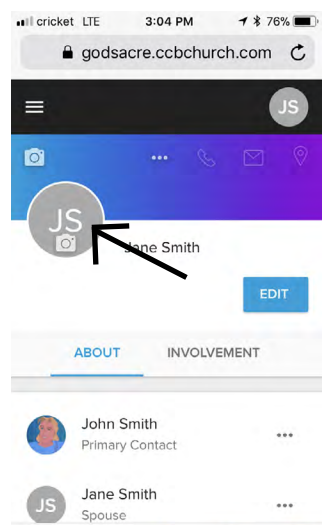 cricket LTE 3:04 PM 76%
godsacre.ccbchurch.com
JS
JS
Jane Smith
EDIT
ABOUT INVOLVEMENT
John Smith
Primary Contact
JS
Jane Smith
Spouse